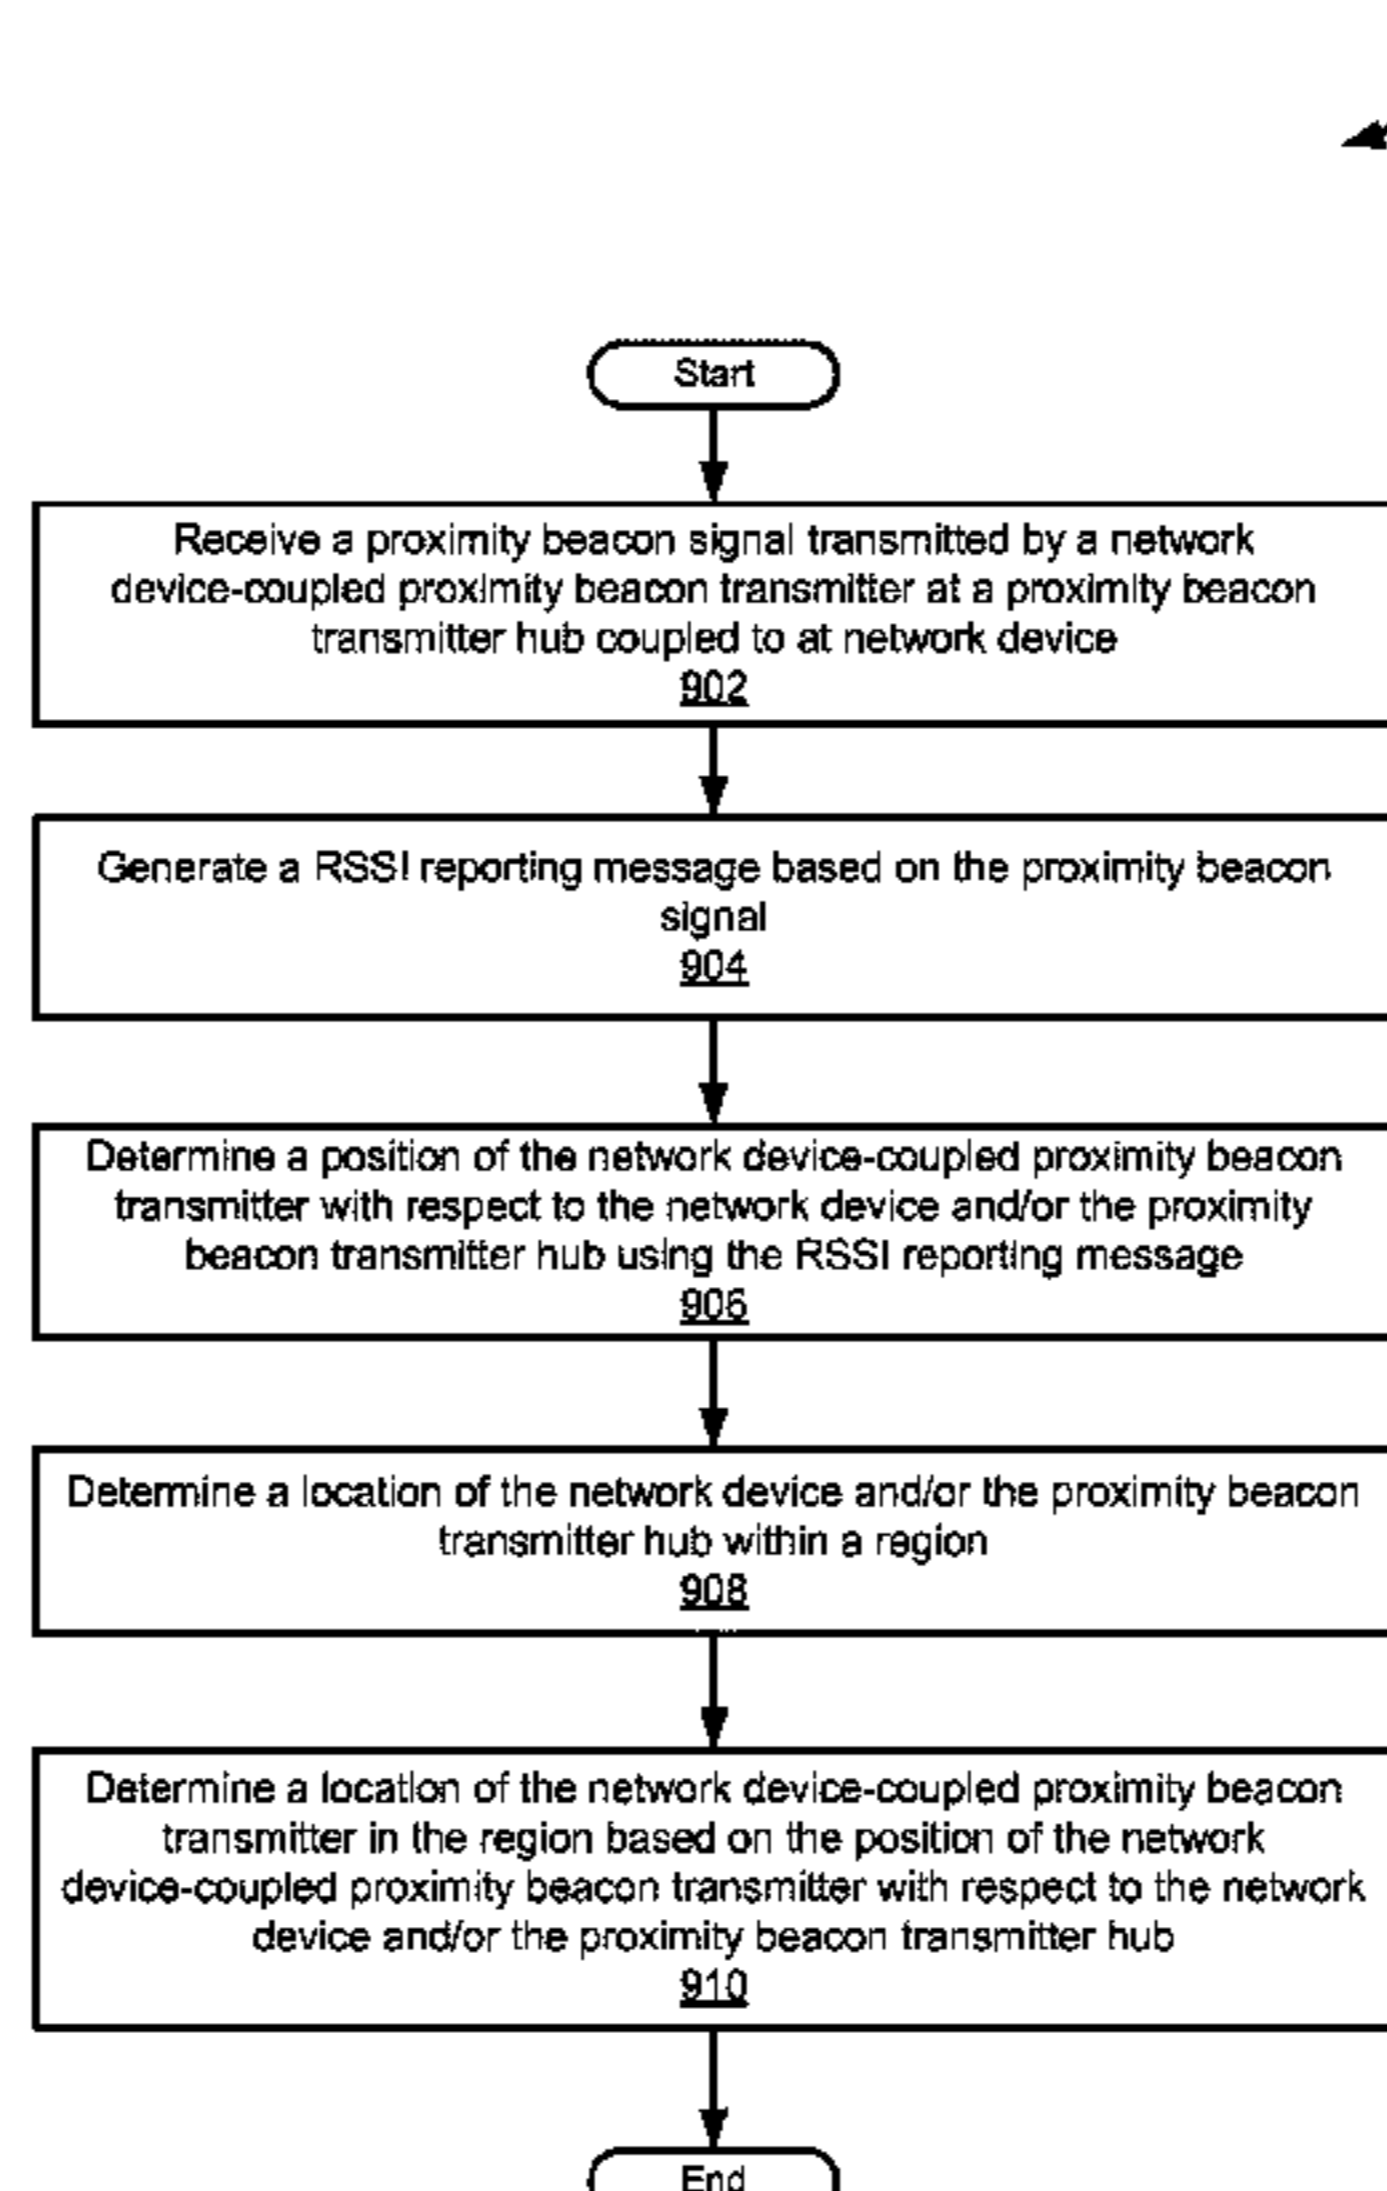 Start
Receive a proximity beacon signal transmitted by a network
device-coupled proximity beacon transmitter at a proximity beacon
transmitter hub coupled to at network device
902
Generate a RSSI reporting message based on the proximity beacon
signal
904
Determine a position of the network device-coupled proximity beacon
transmitter with respect to the network device and/or the proximity
beacon transmitter hub using the RSSI reporting message
906
Determine a location of the network device and/or the proximity beacon
transmitter hub within a region
908
Determine a location of the network device-coupled proximity beacon
transmitter in the region based on the position of the network
device-coupled proximity beacon transmitter with respect to the network
device and/or the proximity beacon transmitter hub
910
End